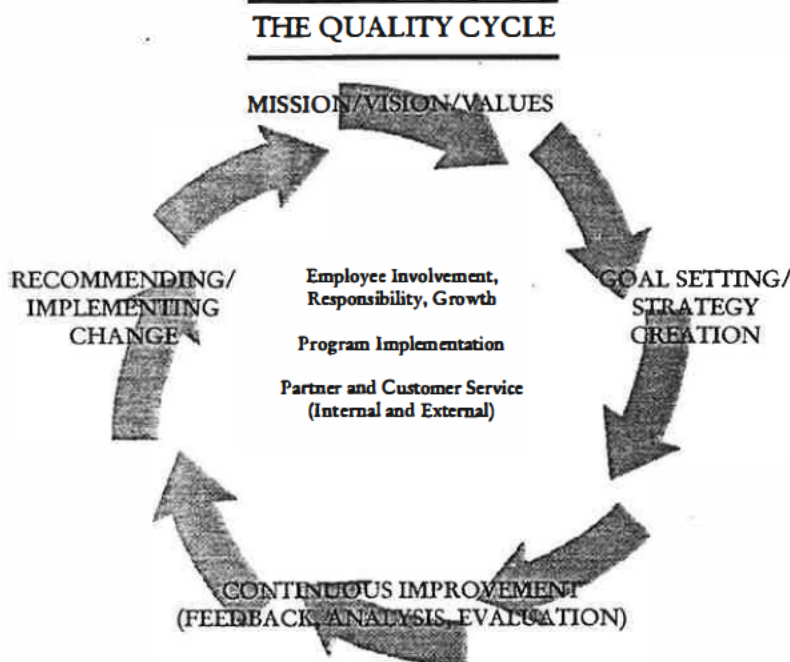 THE QUALITY CYCLE
MISSION/VISION/VALUES
GOAL SETTING/
STRATEGY
CREATION
CONTINUOUS IMPROVEMENT
(FEEDBACK, ANALYSIS, EVALUATION)
RECOMMENDING/
IMPLEMENTING
CHANGE
Employee Involvement,
Responsibility, Growth
Program Implementation
Partner and Customer Service
(Internal and External)